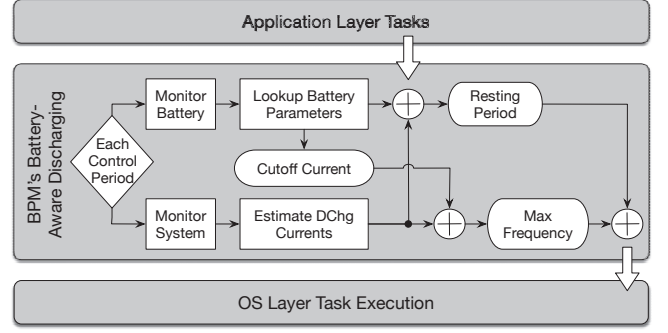 Application Layer Tasks
BPM's Battery-
Aware Discharging
Each
Control
Period
Monitor
Battery
Lookup Battery
Parameters
Resting
Period
Cutoff Current
Monitor
System
Estimate DChg
Currents
Max
Frequency
OS Layer Task Execution